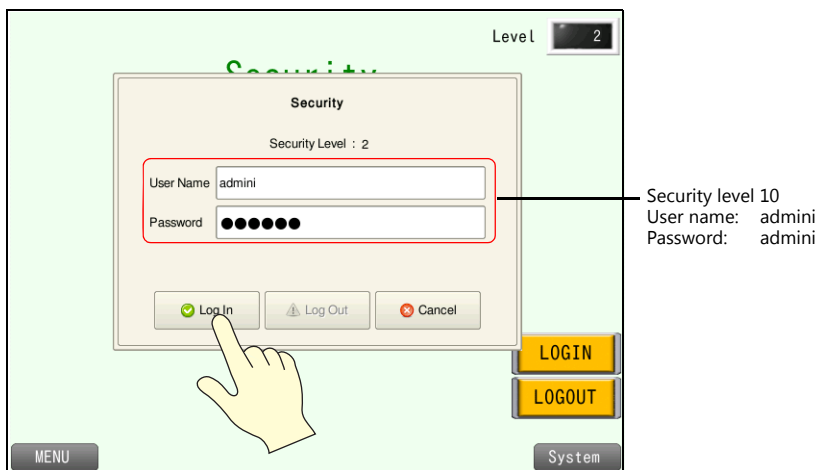 Level 2
Security
Security
Security Level : 2
User Name admini
Password ●●●●●●
Log In Log Out Cancel
Security level 10
User name: admini
Password: admini
LOGIN
LOGOUT
MENU System